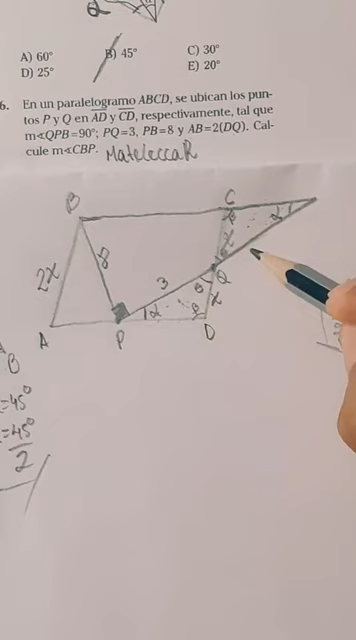 A) 60° B) 45° C) 30°
D) 25° E) 20°
6. En un paralelogramo ABCD, se ubican los pun-
tos P y Q en AD y CD, respectivamente, tal que
m∢QPB=90°; PQ=3, PB=8 y AB=2(DQ). Cal-
cule m∢CBP. MateleccaR
B C
2x 8 x α
3 Q
α x
A P D
B
=45°
=45°
2